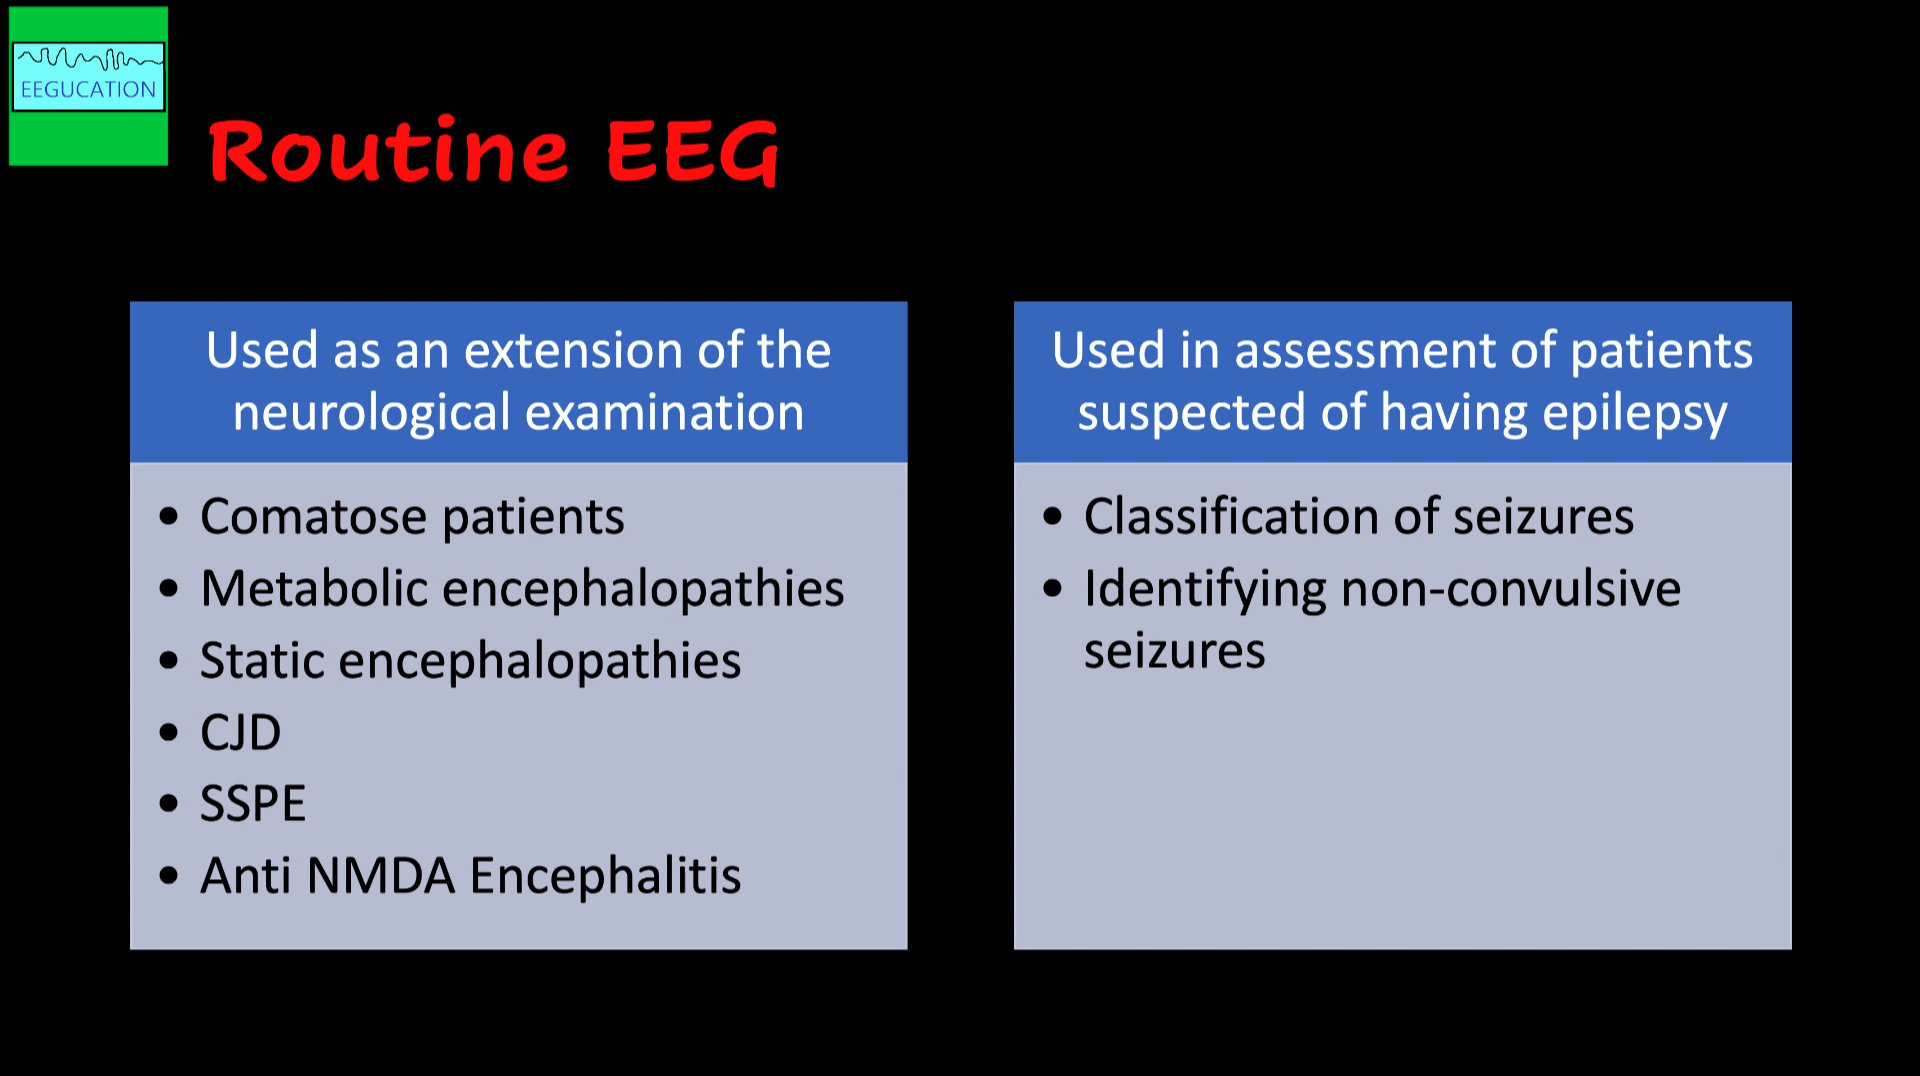 EEGUCATION
Routine EEG
Used as an extension of the
neurological examination
• Comatose patients
• Metabolic encephalopathies
• Static encephalopathies
• CJD
• SSPE
• Anti NMDA Encephalitis
Used in assessment of patients
suspected of having epilepsy
• Classification of seizures
• Identifying non-convulsive
seizures